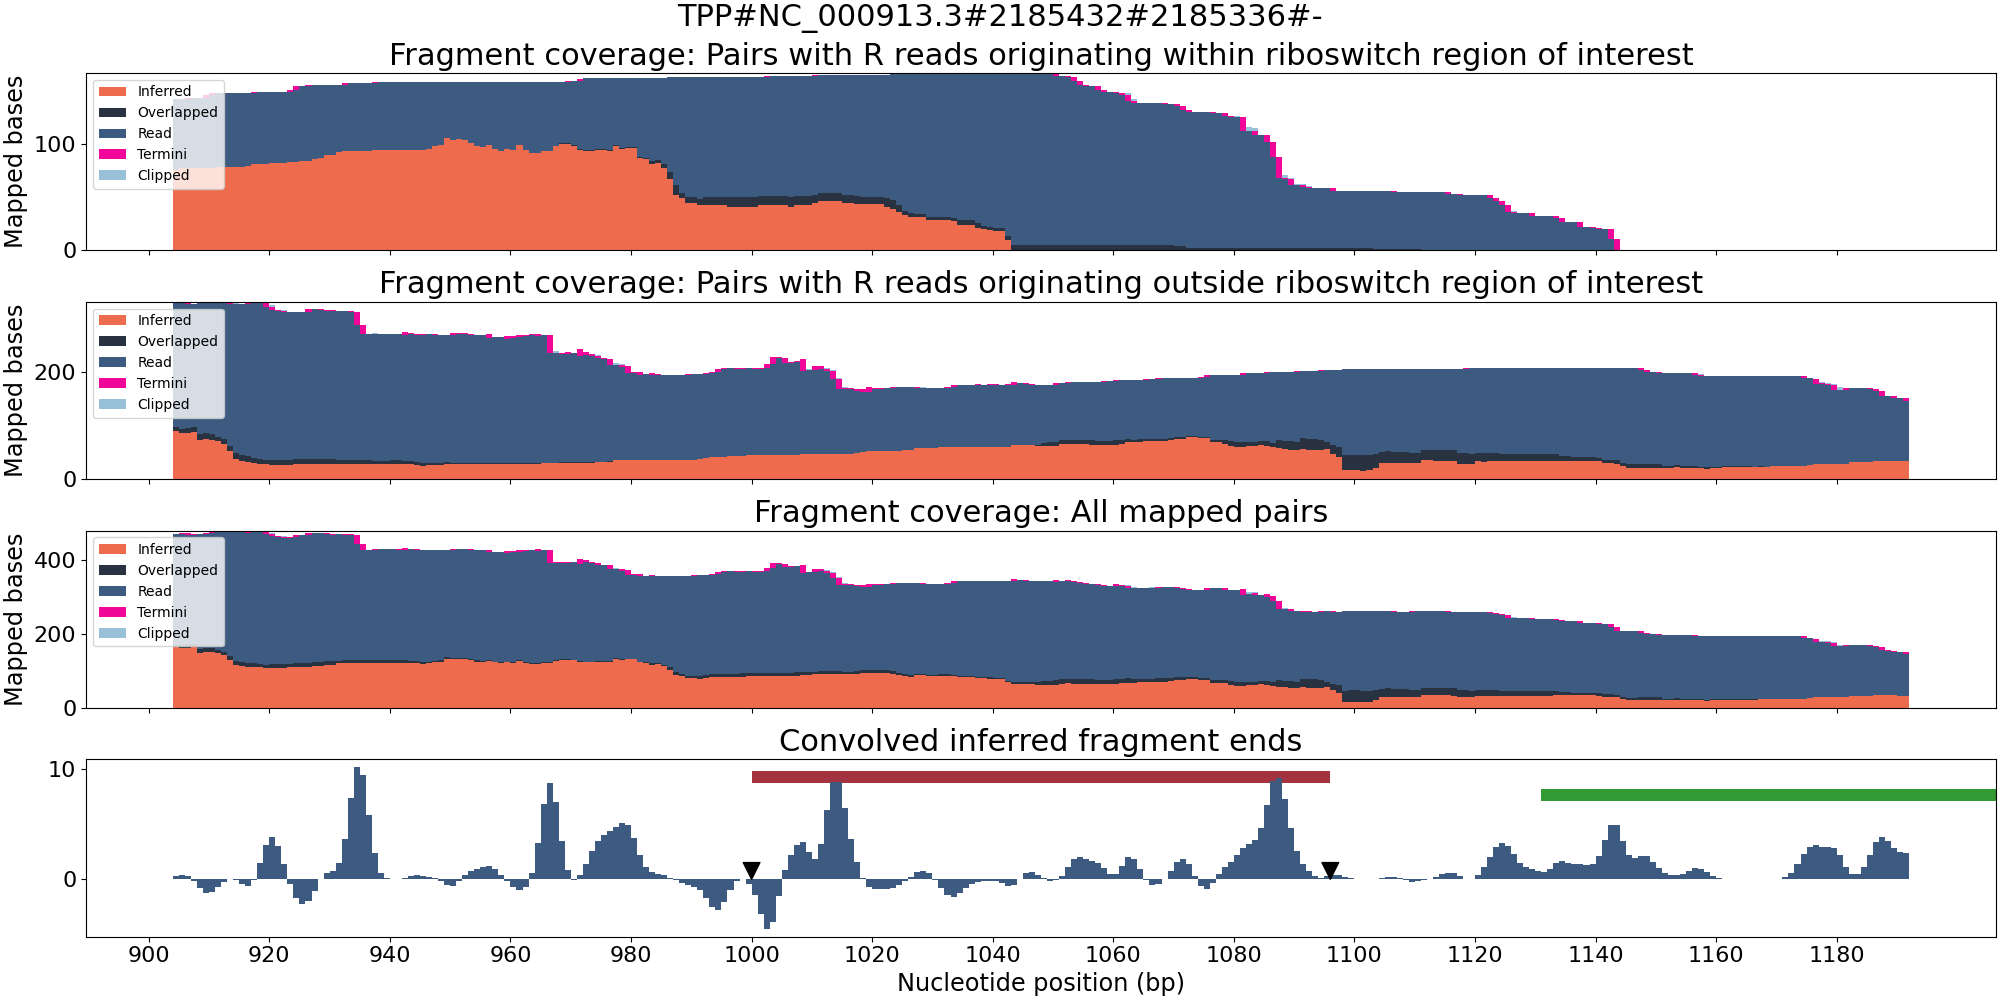 TPP#NC_000913.3#2185432#2185336#-
Fragment coverage: Pairs with R reads originating within riboswitch region of interest
Mapped bases
100
0
Inferred
Overlapped
Read
Termini
Clipped
Fragment coverage: Pairs with R reads originating outside riboswitch region of interest
Mapped bases
200
0
Inferred
Overlapped
Read
Termini
Clipped
Fragment coverage: All mapped pairs
Mapped bases
400
200
0
Inferred
Overlapped
Read
Termini
Clipped
Convolved inferred fragment ends
10
0
900 920 940 960 980 1000 1020 1040 1060 1080 1100 1120 1140 1160 1180
Nucleotide position (bp)